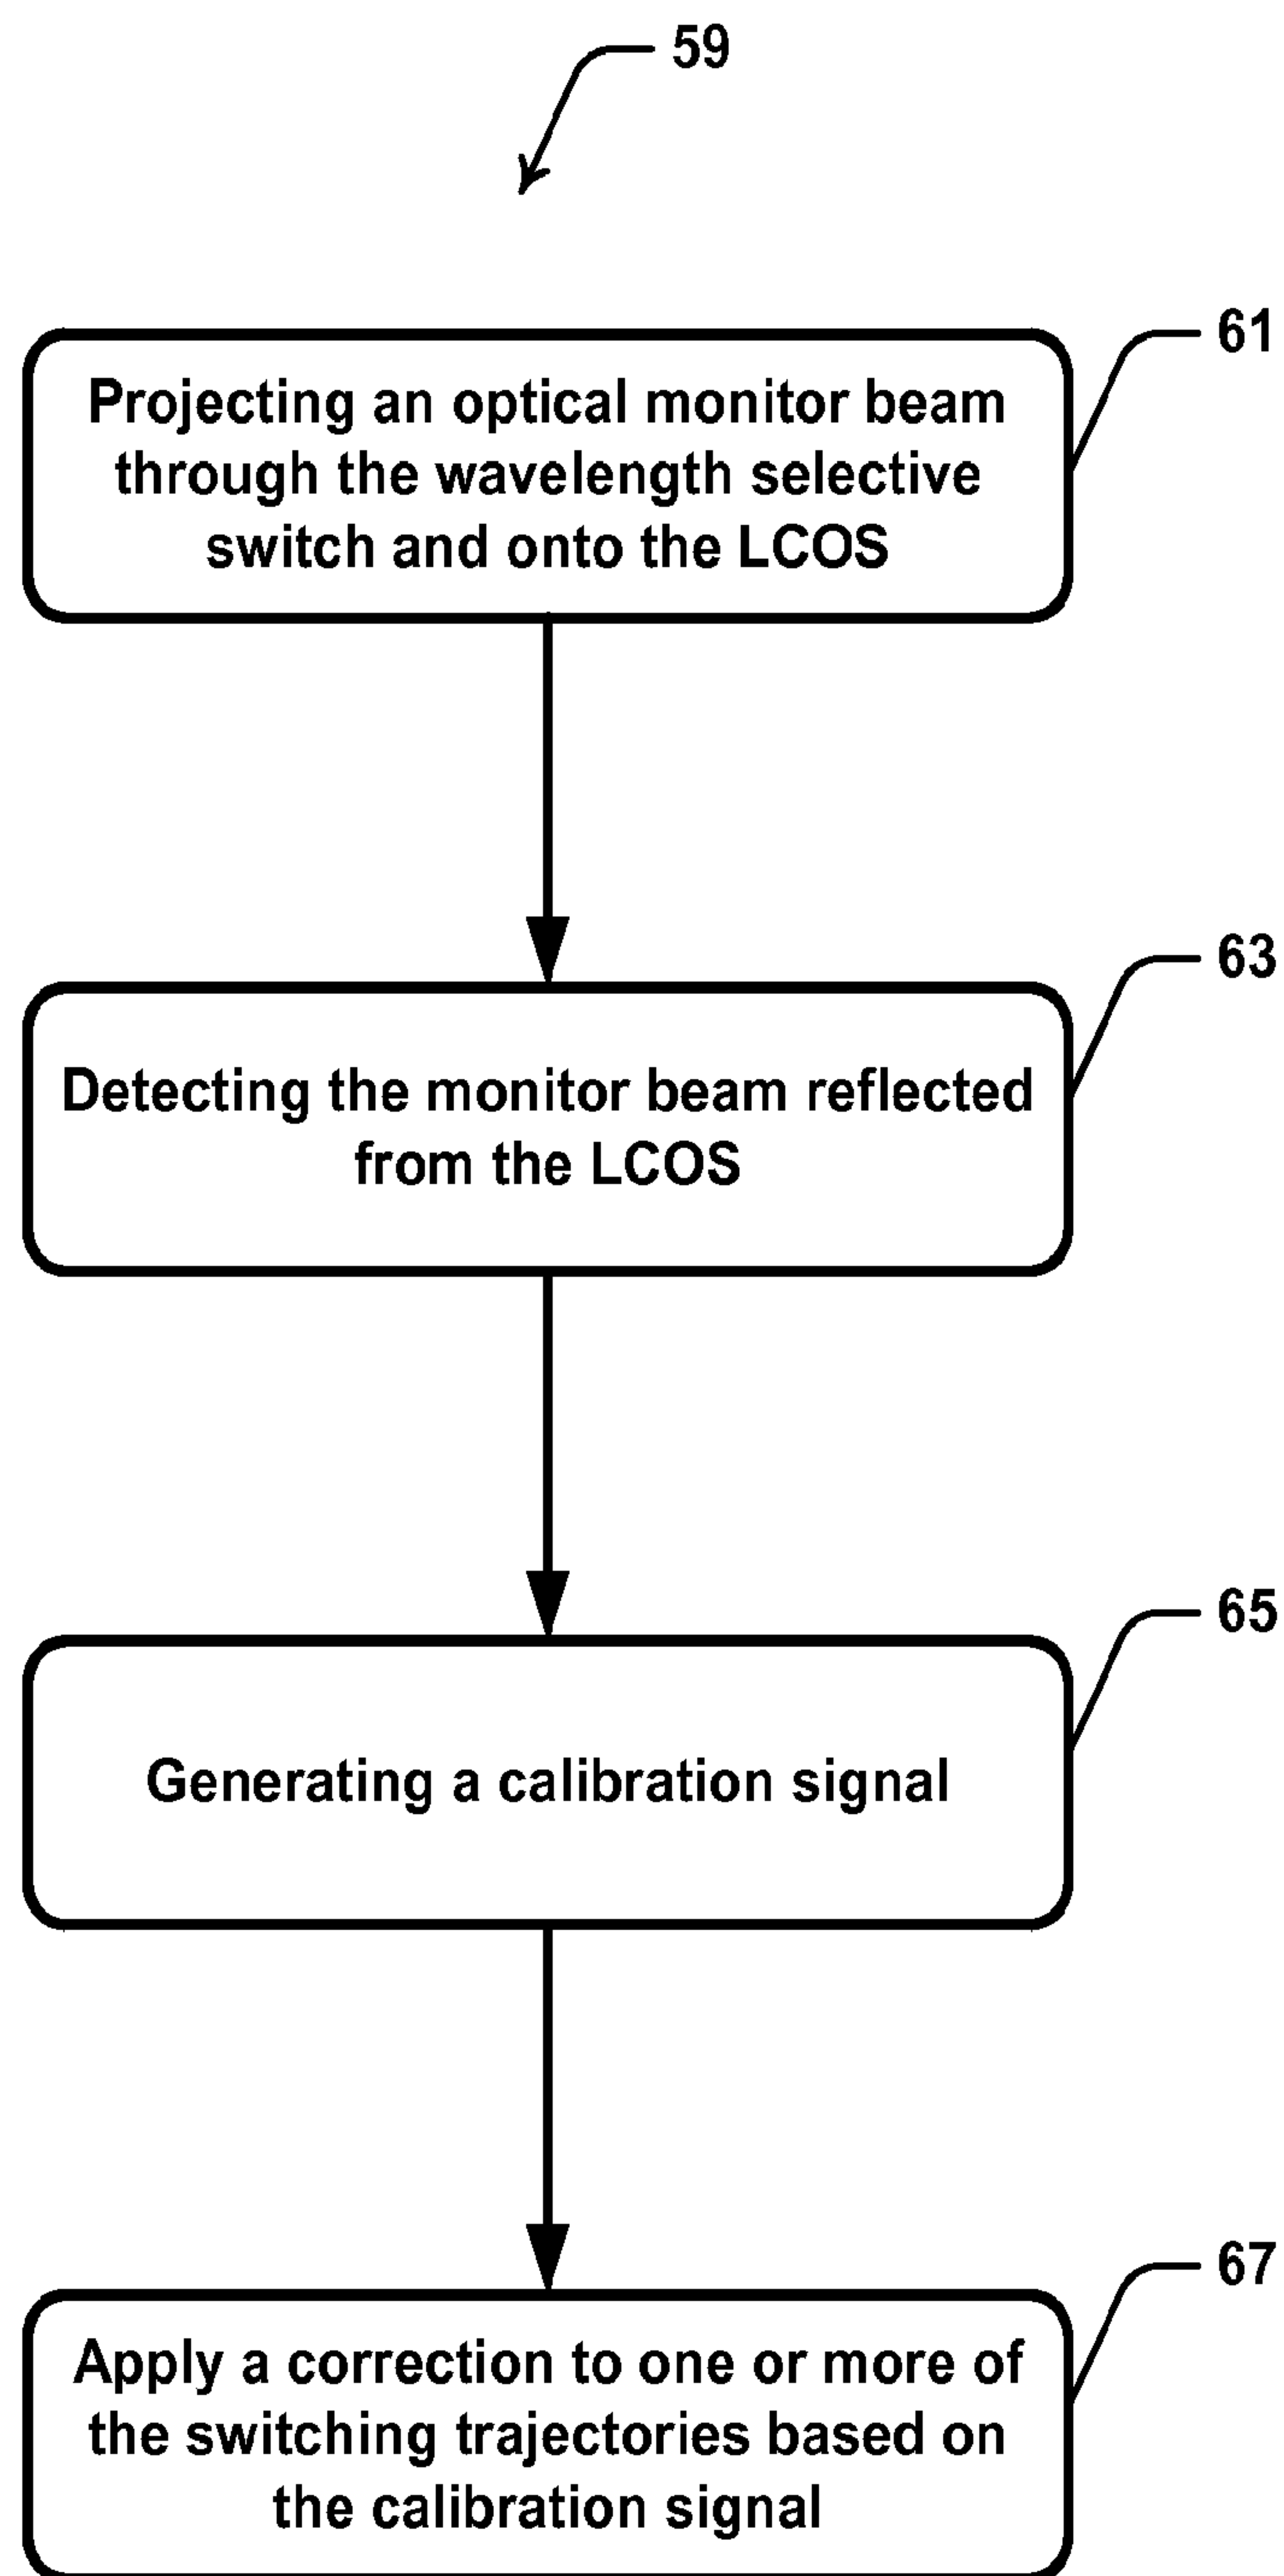 59
61
Projecting an optical monitor beam
through the wavelength selective
switch and onto the LCOS
63
Detecting the monitor beam reflected
from the LCOS
65
Generating a calibration signal
67
Apply a correction to one or more of
the switching trajectories based on
the calibration signal